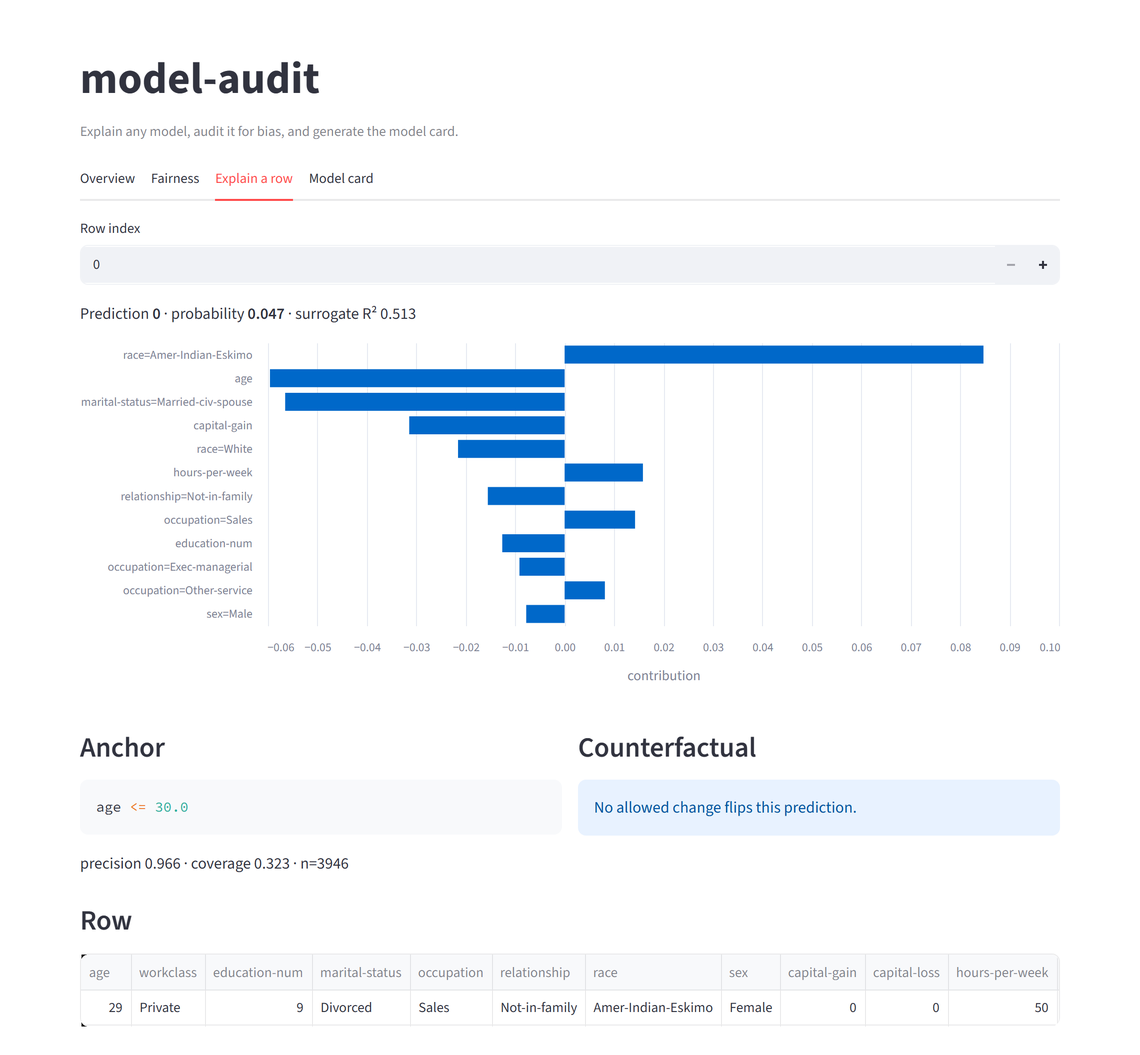 model-audit
Explain any model, audit it for bias, and generate the model card.
Overview Fairness Explain a row Model card
Row index
0 − +
Prediction 0 · probability 0.047 · surrogate R² 0.513
race=Amer-Indian-Eskimo
age
marital-status=Married-civ-spouse
capital-gain
race=White
hours-per-week
relationship=Not-in-family
occupation=Sales
education-num
occupation=Exec-managerial
occupation=Other-service
sex=Male
−0.06 −0.05 −0.04 −0.03 −0.02 −0.01 0.00 0.01 0.02 0.03 0.04 0.05 0.06 0.07 0.08 0.09 0.10
contribution
Anchor Counterfactual
age <= 30.0 No allowed change flips this prediction.
precision 0.966 · coverage 0.323 · n=3946
Row
age workclass education-num marital-status occupation relationship race sex capital-gain capital-loss hours-per-week
29 Private 9 Divorced Sales Not-in-family Amer-Indian-Eskimo Female 0 0 50